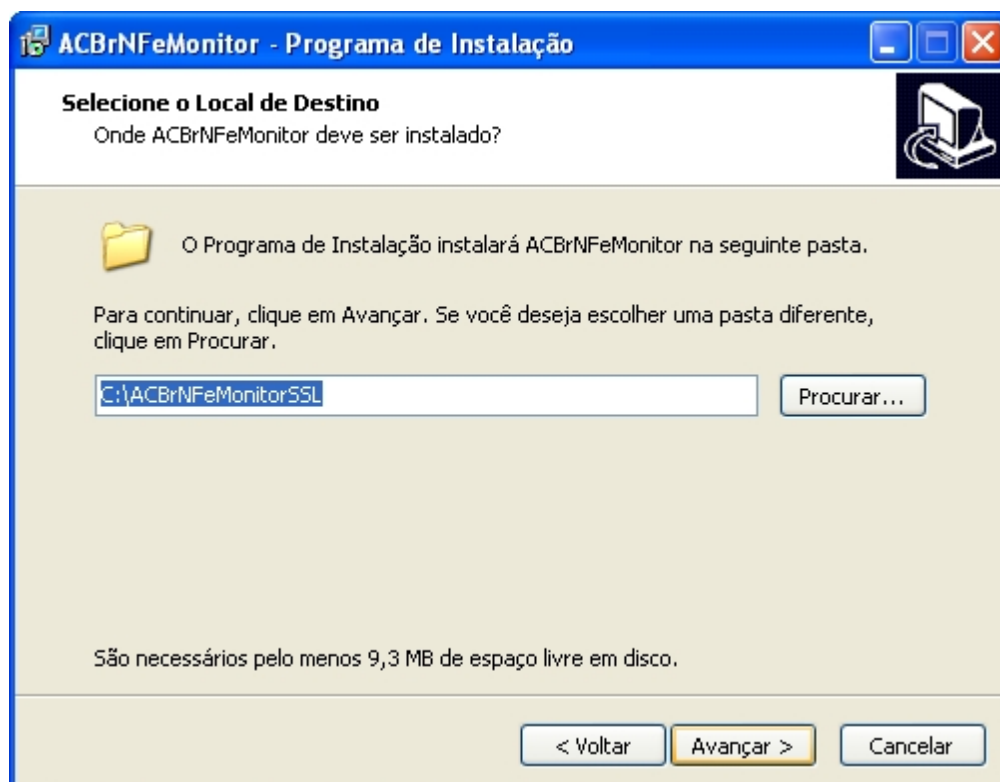 ACBrNFeMonitor - Programa de Instalação
Selecione o Local de Destino
Onde ACBrNFeMonitor deve ser instalado?
O Programa de Instalação instalará ACBrNFeMonitor na seguinte pasta.
Para continuar, clique em Avançar. Se você deseja escolher uma pasta diferente,
clique em Procurar.
C:\ACBrNFeMonitorSSL
Procurar...
São necessários pelo menos 9,3 MB de espaço livre em disco.
< Voltar
Avançar >
Cancelar